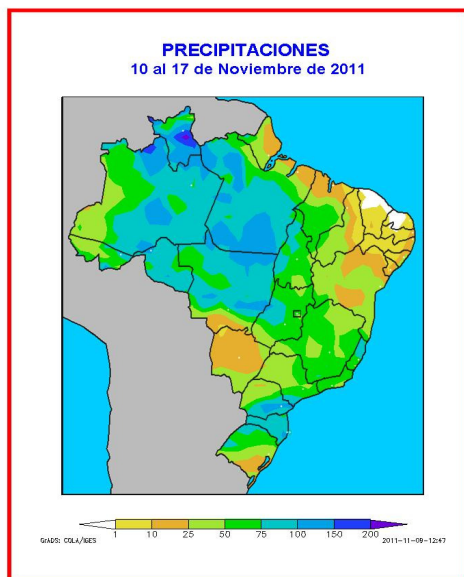 PRECIPITACIONES
10 al 17 de Noviembre de 2011
1 10 25 50 75 100 150 200
GrADS: COLA/IGES 2011-11-09-12:47